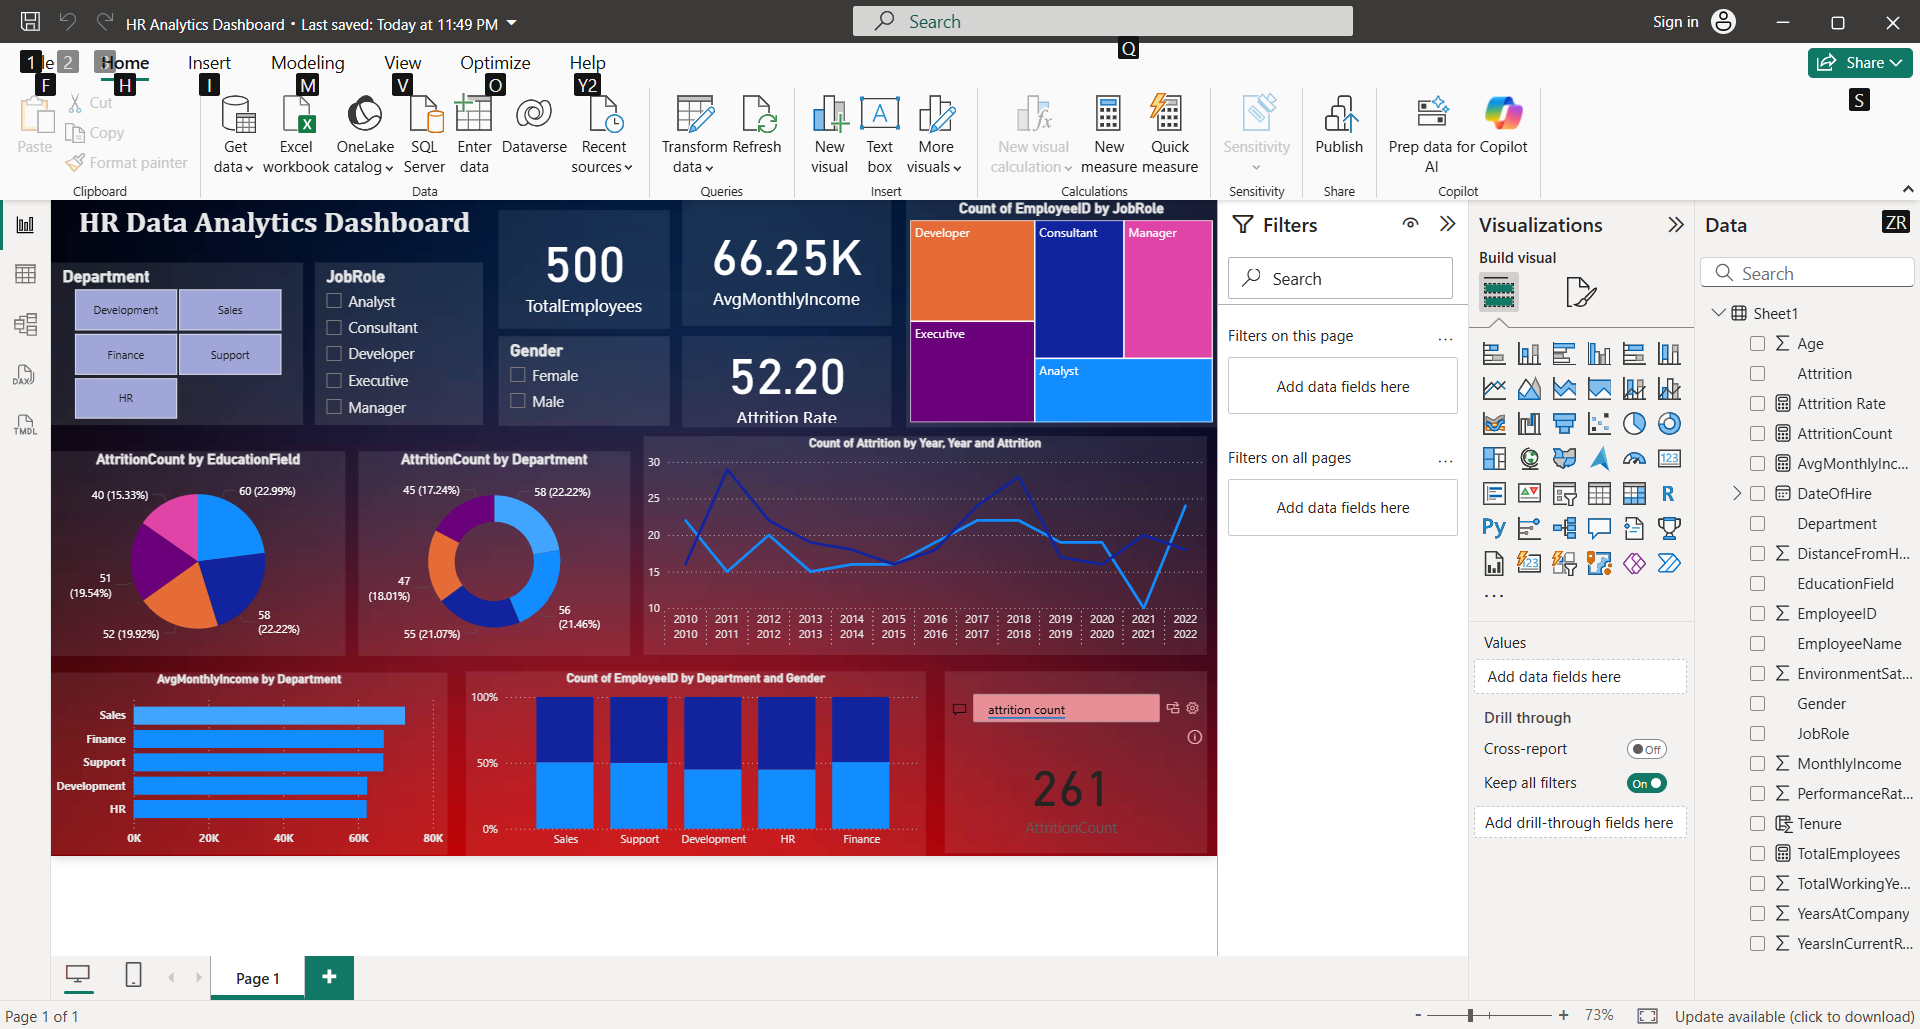 HR Analytics Dashboard • Last saved: Today at 11:49 PM
Search
Sign in
1
2
Home
Insert
Modeling
View
Optimize
Help
Q
Share
F
H
I
M
V
O
Y2
S
Paste
Cut
Copy
Format painter
Clipboard
Get data
Excel workbook
OneLake catalog
SQL Server
Enter data
Dataverse
Recent sources
Data
Transform data
Refresh
Queries
New visual
Text box
More visuals
Insert
New visual calculation
New measure
Quick measure
Calculations
Sensitivity
Sensitivity
Publish
Share
Prep data for AI
Copilot
Copilot
HR Data Analytics Dashboard
Department
Development
Sales
Finance
Support
HR
JobRole
Analyst
Consultant
Developer
Executive
Manager
500
TotalEmployees
Gender
Female
Male
66.25K
AvgMonthlyIncome
52.20
Attrition Rate
Count of EmployeeID by JobRole
Developer
Consultant
Manager
Executive
Analyst
AttritionCount by EducationField
40 (15.33%)
60 (22.99%)
51 (19.54%)
52 (19.92%)
58 (22.22%)
AttritionCount by Department
45 (17.24%)
58 (22.22%)
47 (18.01%)
55 (21.07%)
56 (21.46%)
Count of Attrition by Year, Year and Attrition
30
25
20
15
10
2010 2011 2012 2013 2014 2015 2016 2017 2018 2019 2020 2021 2022
2010 2011 2012 2013 2014 2015 2016 2017 2018 2019 2020 2021 2022
AvgMonthlyIncome by Department
Sales
Finance
Support
Development
HR
0K 20K 40K 60K 80K
Count of EmployeeID by Department and Gender
100%
50%
0%
Sales Support Development HR Finance
attrition count
261
AttritionCount
Filters
Search
Filters on this page
...
Add data fields here
Filters on all pages
...
Add data fields here
Visualizations
Build visual
123
R
Py
123
...
Values
Add data fields here
Drill through
Cross-report
Off
Keep all filters
On
Add drill-through fields here
Data
ZR
Search
Sheet1
Age
Attrition
Attrition Rate
AttritionCount
AvgMonthlyInc...
DateOfHire
Department
DistanceFromH...
EducationField
EmployeeID
EmployeeName
EnvironmentSat...
Gender
JobRole
MonthlyIncome
PerformanceRat...
Tenure
TotalEmployees
TotalWorkingYe...
YearsAtCompany
YearsInCurrentR...
DAX
TMDL
Page 1
Page 1 of 1
- + 73%
Update available (click to download)